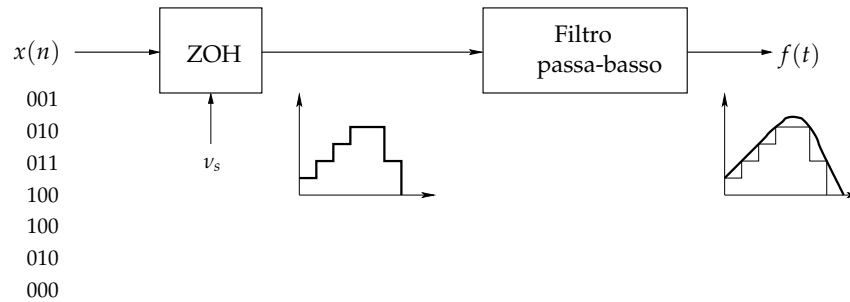 x(n)
ZOH
Filtro
passa-basso
f(t)
001
010
011
100
100
010
000
ν_s